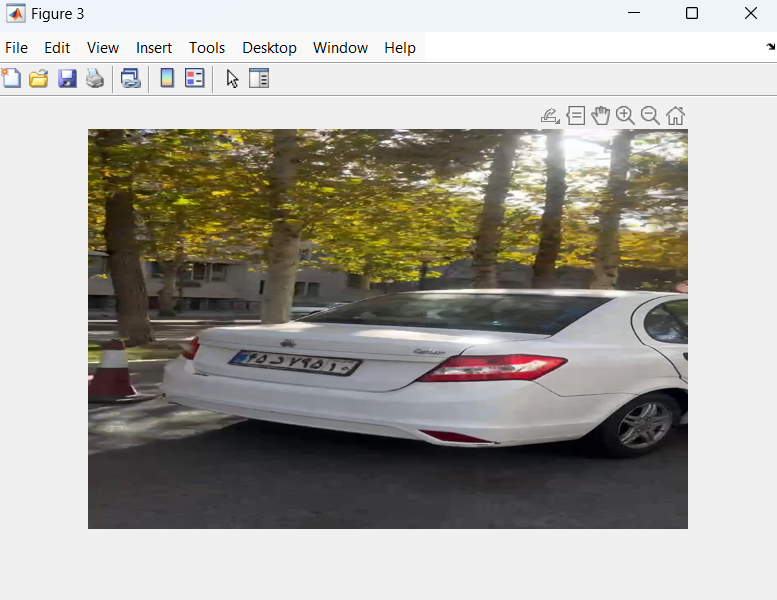 Figure 3
File Edit View Insert Tools Desktop Window Help
۴۵ د ۷۹۵ ۱۰